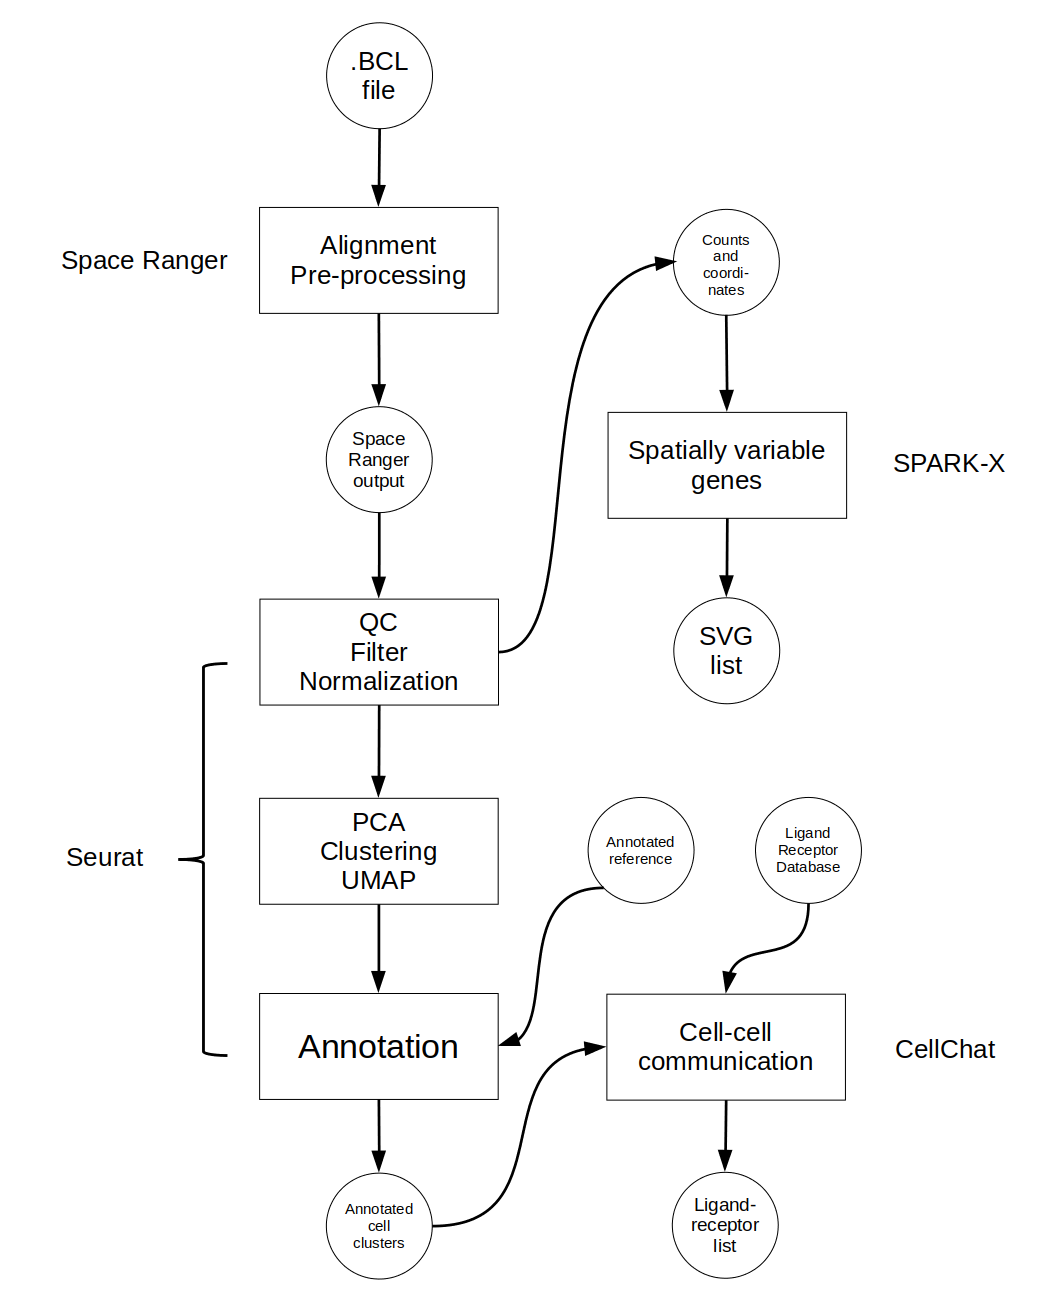 .BCL
file
Space Ranger
Alignment
Pre-processing
Counts
and
coordi-
nates
Space
Ranger
output
Spatially variable
genes
SPARK-X
QC
Filter
Normalization
SVG
list
Seurat
PCA
Clustering
UMAP
Annotated
reference
Ligand
Receptor
Database
Annotation
Cell-cell
communication
CellChat
Annotated
cell
clusters
Ligand-
receptor
list